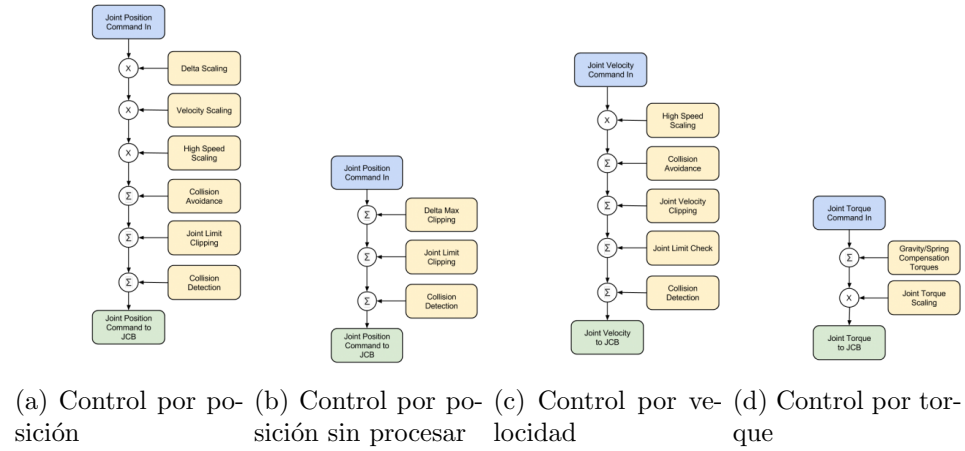 Joint Position
Command In
X
Delta Scaling
X
Velocity Scaling
X
High Speed
Scaling
Σ
Collision
Avoidance
Σ
Joint Limit
Clipping
Σ
Collision
Detection
Joint Position
Command to
JCB
(a) Control por po-
sición
Joint Position
Command In
Σ
Delta Max
Clipping
Σ
Joint Limit
Clipping
Σ
Collision
Detection
Joint Position
Command to
JCB
(b) Control por po-
sición sin procesar
Joint Velocity
Command In
X
High Speed
Scaling
Σ
Collision
Avoidance
Σ
Joint Velocity
Clipping
Σ
Joint Limit Check
Σ
Collision
Detection
Joint Velocity
to JCB
(c) Control por ve-
locidad
Joint Torque
Command In
Σ
Gravity/Spring
Compensation
Torques
X
Joint Torque
Scaling
Joint Torque
to JCB
(d) Control por tor-
que